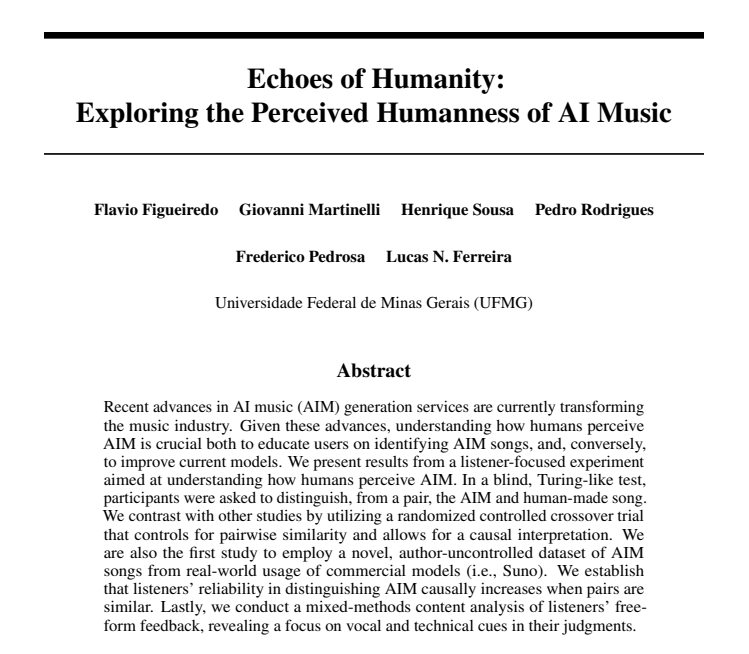 Echoes of Humanity:
Exploring the Perceived Humanness of AI Music
Flavio Figueiredo Giovanni Martinelli Henrique Sousa Pedro Rodrigues
Frederico Pedrosa Lucas N. Ferreira
Universidade Federal de Minas Gerais (UFMG)
Abstract
Recent advances in AI music (AIM) generation services are currently transforming
the music industry. Given these advances, understanding how humans perceive
AIM is crucial both to educate users on identifying AIM songs, and, conversely,
to improve current models. We present results from a listener-focused experiment
aimed at understanding how humans perceive AIM. In a blind, Turing-like test,
participants were asked to distinguish, from a pair, the AIM and human-made song.
We contrast with other studies by utilizing a randomized controlled crossover trial
that controls for pairwise similarity and allows for a causal interpretation. We
are also the first study to employ a novel, author-uncontrolled dataset of AIM
songs from real-world usage of commercial models (i.e., Suno). We establish
that listeners' reliability in distinguishing AIM causally increases when pairs are
similar. Lastly, we conduct a mixed-methods content analysis of listeners' free-
form feedback, revealing a focus on vocal and technical cues in their judgments.